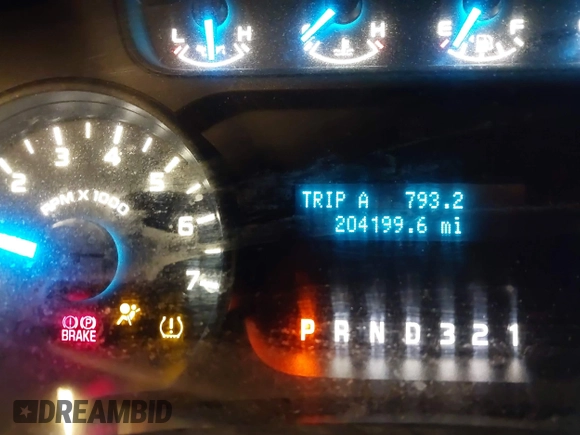 L H
H
E F
2 3 4 5 6 7
RPM X 1000
TRIP A 793.2
204199.6 mi
BRAKE
P R N D 3 2 1
DREAMBID